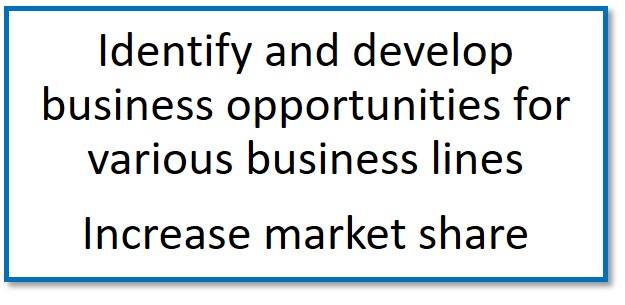 Identify and develop
business opportunities for
various business lines
Increase market share